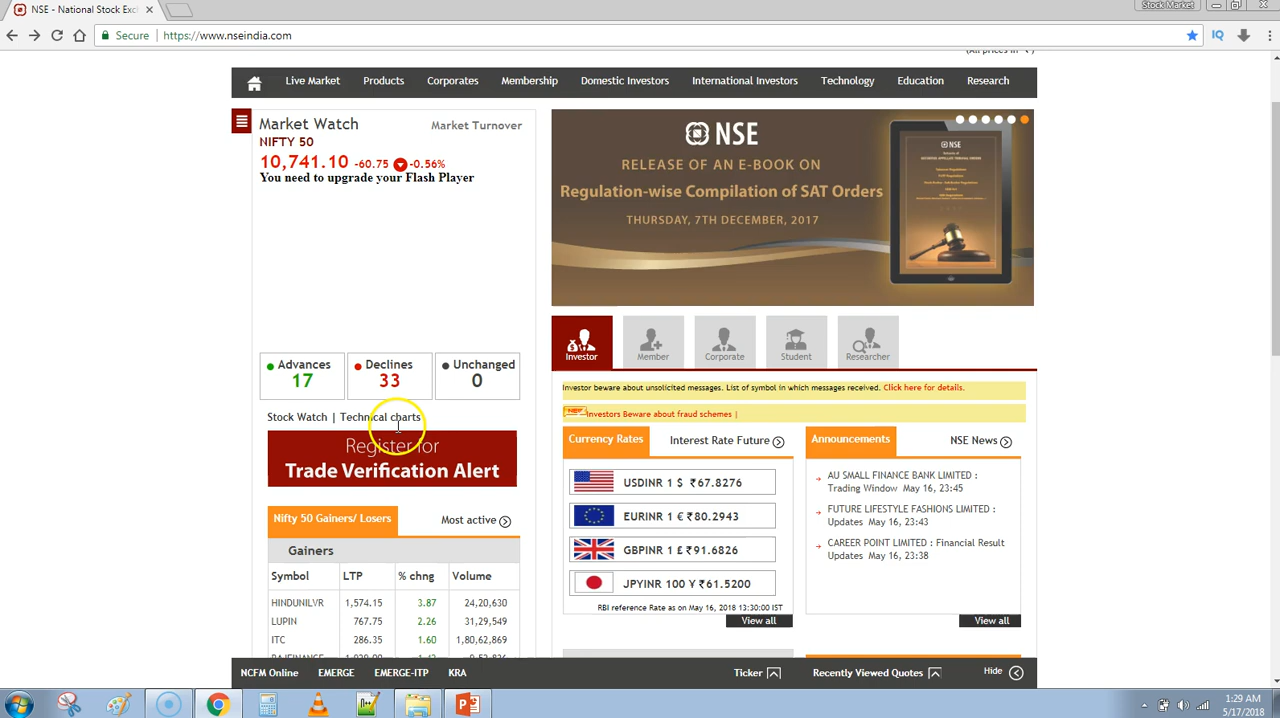 NSE - National Stock Exch
Stock Market
Secure
https://www.nseindia.com
(All prices in ₹)
Live Market
Products
Corporates
Membership
Domestic Investors
International Investors
Technology
Education
Research
Market Watch
Market Turnover
NIFTY 50
10,741.10 -60.75 -0.56%
You need to upgrade your Flash Player
NSE
RELEASE OF AN E-BOOK ON
Regulation-wise Compilation of SAT Orders
THURSDAY, 7TH DECEMBER, 2017
NSE
Advances
17
Declines
33
Unchanged
0
Stock Watch | Technical charts
Register for
Trade Verification Alert
Investor
Member
Corporate
Student
Researcher
Investor beware about unsolicited messages. List of symbol in which messages received. Click here for details.
Investors Beware about fraud schemes |
Currency Rates
Interest Rate Future
USDINR 1 $ ₹67.8276
EURINR 1 € ₹80.2943
GBPINR 1 £ ₹91.6826
JPYINR 100 ¥ ₹61.5200
RBI reference Rate as on May 16, 2018 13:30:00 IST
View all
Announcements
NSE News
AU SMALL FINANCE BANK LIMITED :
Trading Window May 16, 23:45
FUTURE LIFESTYLE FASHIONS LIMITED :
Updates May 16, 23:43
CAREER POINT LIMITED : Financial Result
Updates May 16, 23:38
View all
Nifty 50 Gainers/ Losers
Most active
Gainers
Symbol LTP % chng Volume
HINDUNILVR 1,574.15 3.87 24,20,630
LUPIN 767.75 2.26 31,29,549
ITC 286.35 1.60 1,80,62,869
NCFM Online
EMERGE
EMERGE-ITP
KRA
Ticker
Recently Viewed Quotes
Hide
1:29 AM
5/17/2018